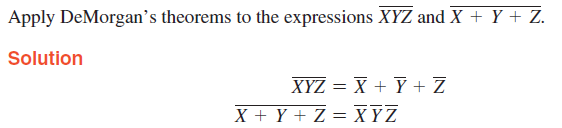 Apply DeMorgan's theorems to the expressions $\overline{XYZ}$ and $\overline{X + Y + Z}$.
Solution
$\overline{XYZ} = \overline{X} + \overline{Y} + \overline{Z}$
$\overline{X + Y + Z} = \overline{X}\,\overline{Y}\,\overline{Z}$